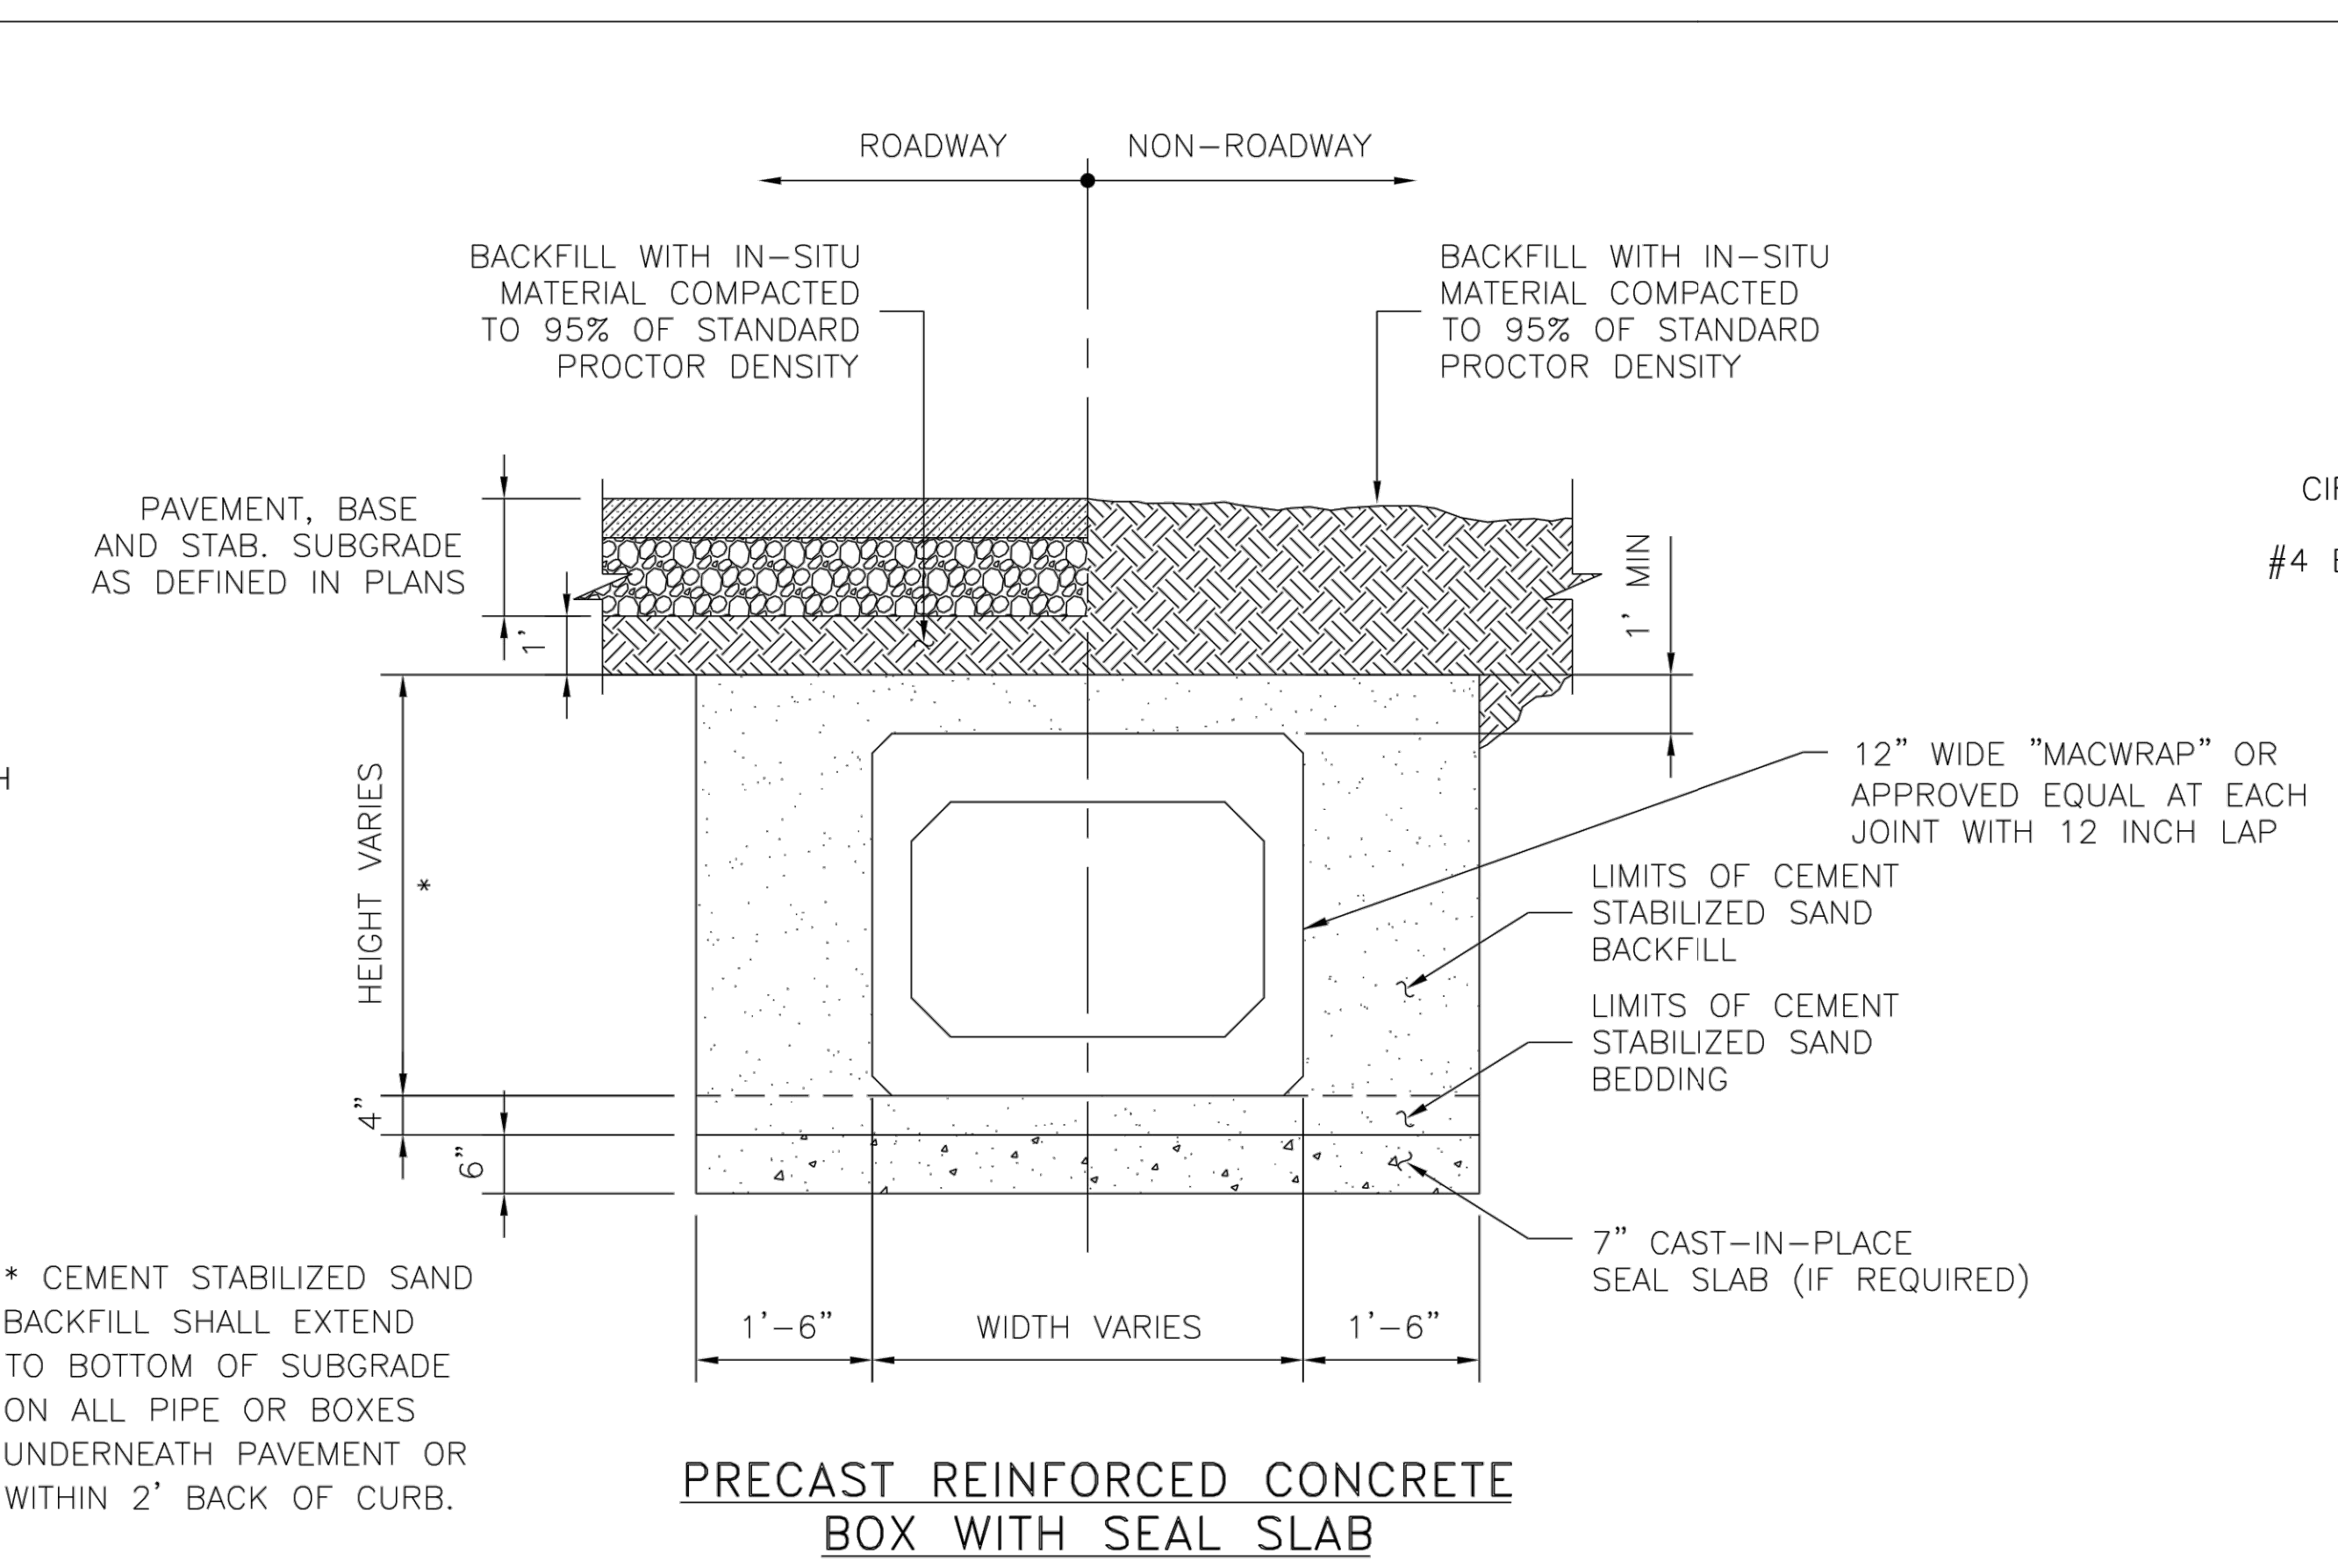 ROADWAY
NON-ROADWAY
BACKFILL WITH IN-SITU
MATERIAL COMPACTED
TO 95% OF STANDARD
PROCTOR DENSITY
BACKFILL WITH IN-SITU
MATERIAL COMPACTED
TO 95% OF STANDARD
PROCTOR DENSITY
PAVEMENT, BASE
AND STAB. SUBGRADE
AS DEFINED IN PLANS
1'
1' MIN
#4
HEIGHT VARIES
*
12" WIDE "MACWRAP" OR
APPROVED EQUAL AT EACH
JOINT WITH 12 INCH LAP
LIMITS OF CEMENT
STABILIZED SAND
BACKFILL
LIMITS OF CEMENT
STABILIZED SAND
BEDDING
4"
6"
7" CAST-IN-PLACE
SEAL SLAB (IF REQUIRED)
* CEMENT STABILIZED SAND
BACKFILL SHALL EXTEND
TO BOTTOM OF SUBGRADE
ON ALL PIPE OR BOXES
UNDERNEATH PAVEMENT OR
WITHIN 2' BACK OF CURB.
1'-6"
WIDTH VARIES
1'-6"
PRECAST REINFORCED CONCRETE
BOX WITH SEAL SLAB